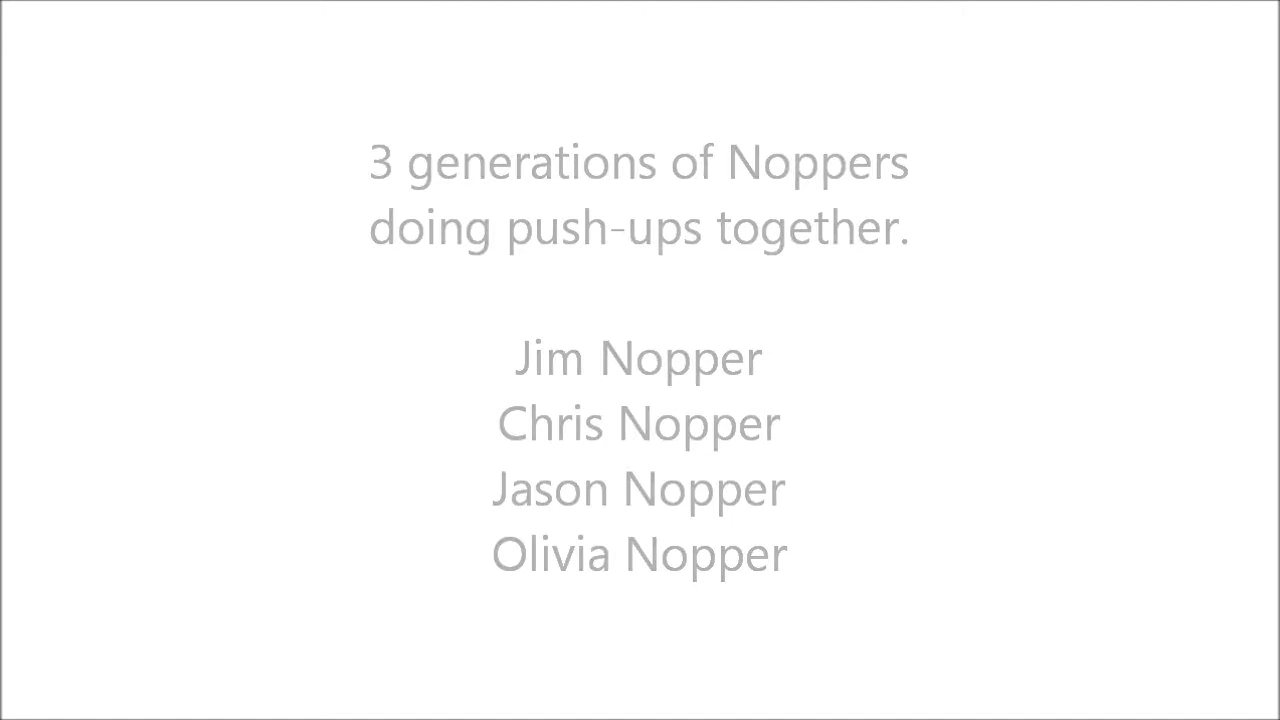 3 generations of Noppers
doing push-ups together.
Jim Nopper
Chris Nopper
Jason Nopper
Olivia Nopper